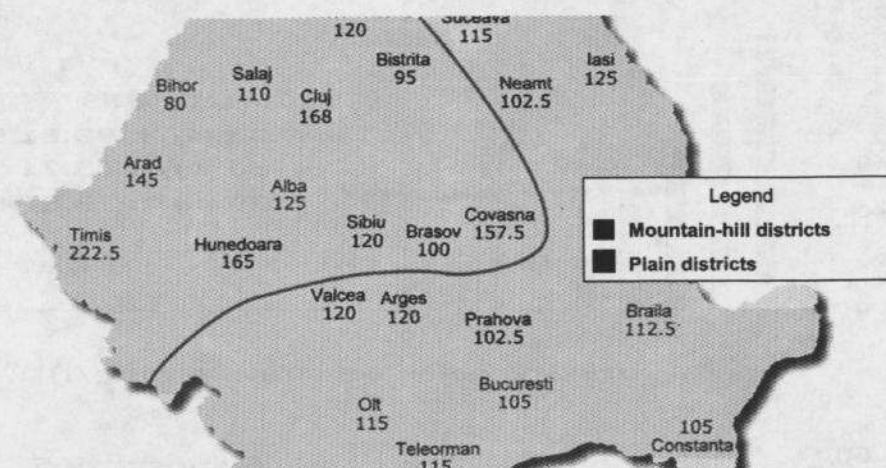 120
Suceava
115
Bistrita
95
Iasi
125
Salaj
110
Bihor
80
Neamt
102.5
Cluj
168
Arad
145
Alba
125
Legend
Mountain-hill districts
Plain districts
Timis
222.5
Hunedoara
165
Sibiu
120
Brasov
100
Covasna
157.5
Valcea
120
Arges
120
Prahova
102.5
Braila
112.5
Bucuresti
105
Olt
115
105
Constanta
Teleorman
115